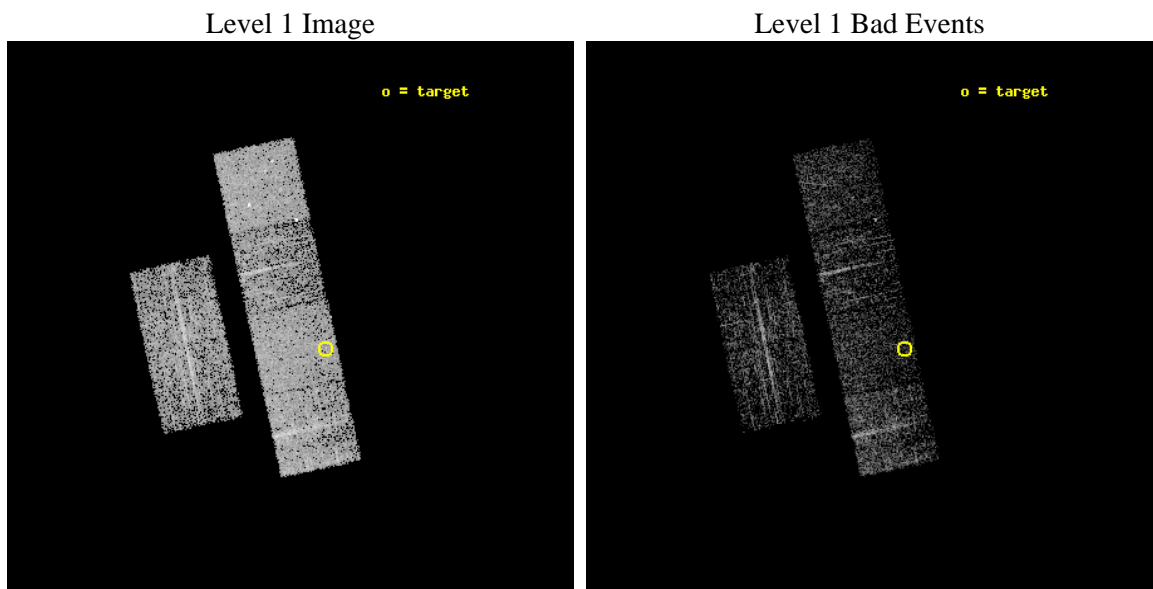 Level 1 Image
Level 1 Bad Events
o = target
o = target